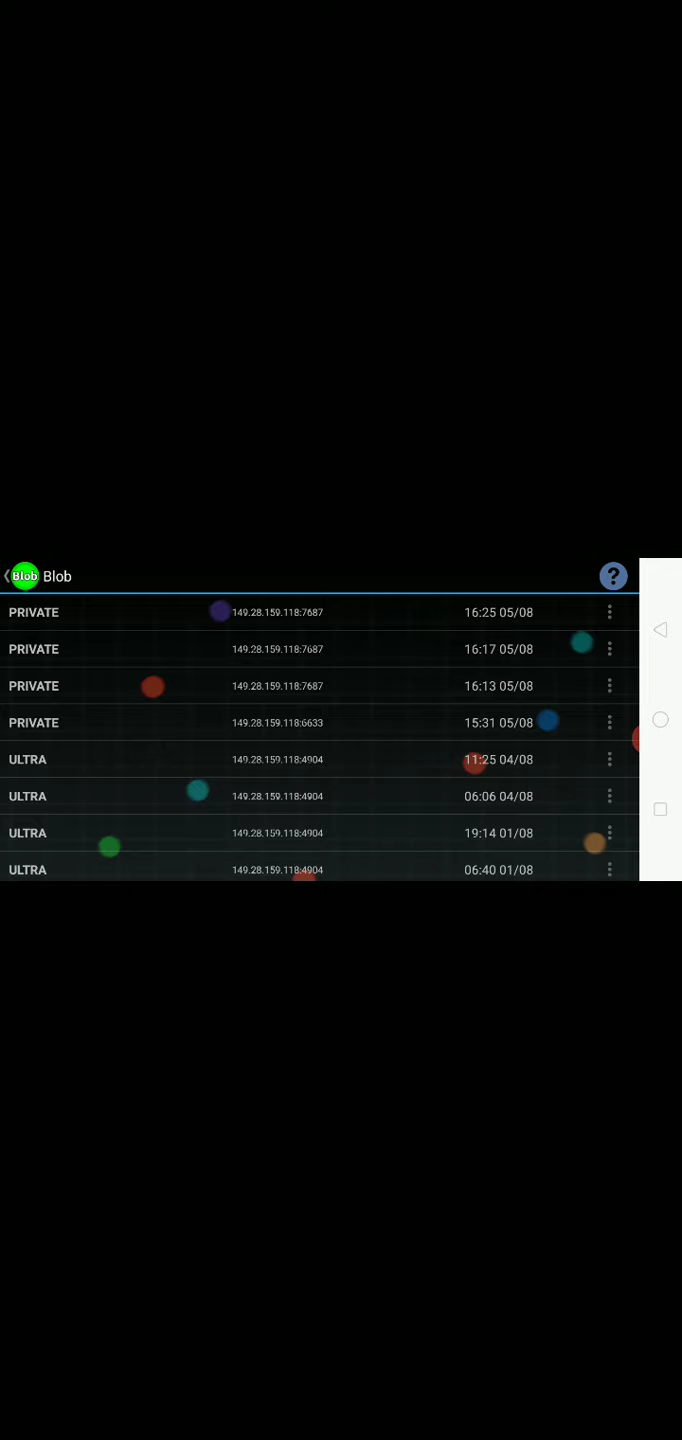 Blob Blob ?
PRIVATE 149.28.159.118:7687 16:25 05/08
PRIVATE 149.28.159.118:7687 16:17 05/08
PRIVATE 149.28.159.118:7687 16:13 05/08
PRIVATE 149.28.159.118:6633 15:31 05/08
ULTRA 149.28.159.118:4904 11:25 04/08
ULTRA 149.28.159.118:4904 06:06 04/08
ULTRA 149.28.159.118:4904 19:14 01/08
ULTRA 149.28.159.118:4904 06:40 01/08